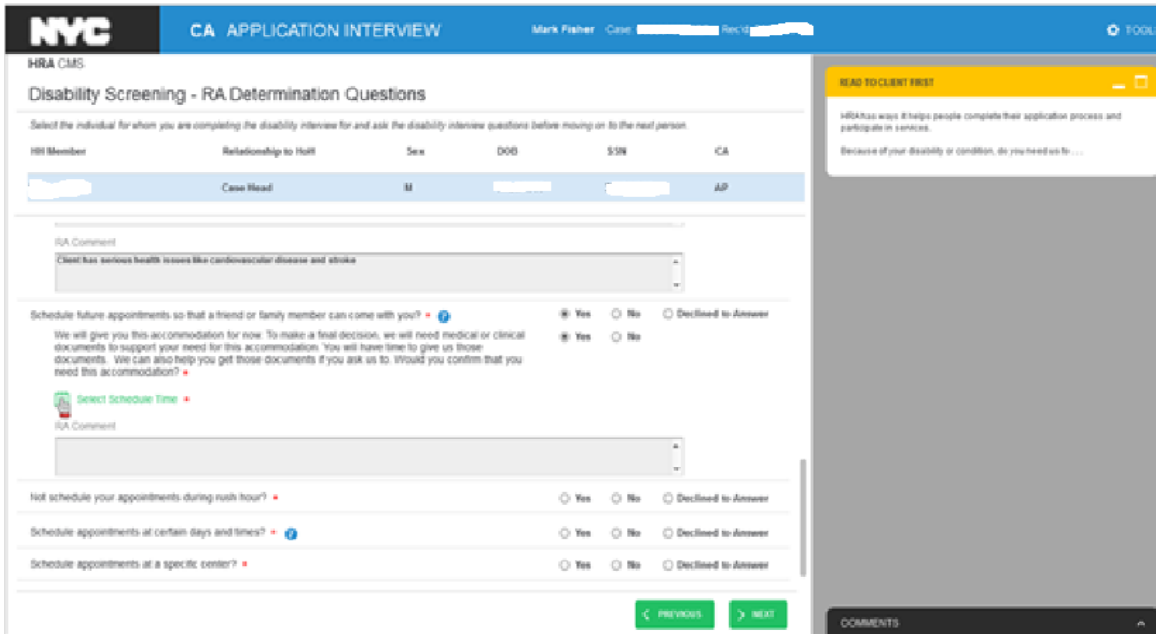 NYC CA APPLICATION INTERVIEW Mark Fisher Case: Rec'd TOOL
HRA CMS
Disability Screening - RA Determination Questions
Select the individual for whom you are completing the disability interview for and ask the disability interview questions before moving on to the next person.
HH Member Relationship to HoH Sex DOB SSN CA
Case Head M AP
RA Comment
Client has serious health issues like cardiovascular disease and stroke
Schedule future appointments so that a friend or family member can come with you? * Yes No Declined to Answer
We will give you this accommodation for now. To make a final decision, we will need medical or clinical Yes No
documents to support your need for this accommodation. You will have time to give us those
documents. We can also help you get those documents if you ask us to. Would you confirm that you
need this accommodation? *
Select Schedule Time *
RA Comment
Not schedule your appointments during rush hour? * Yes No Declined to Answer
Schedule appointments at certain days and times? * Yes No Declined to Answer
Schedule appointments at a specific center? * Yes No Declined to Answer
PREVIOUS NEXT
READ TO CLIENT FIRST
HRA has ways it helps people complete their application process and
participate in services.
Because of your disability or condition, do you need us to . . .
COMMENTS